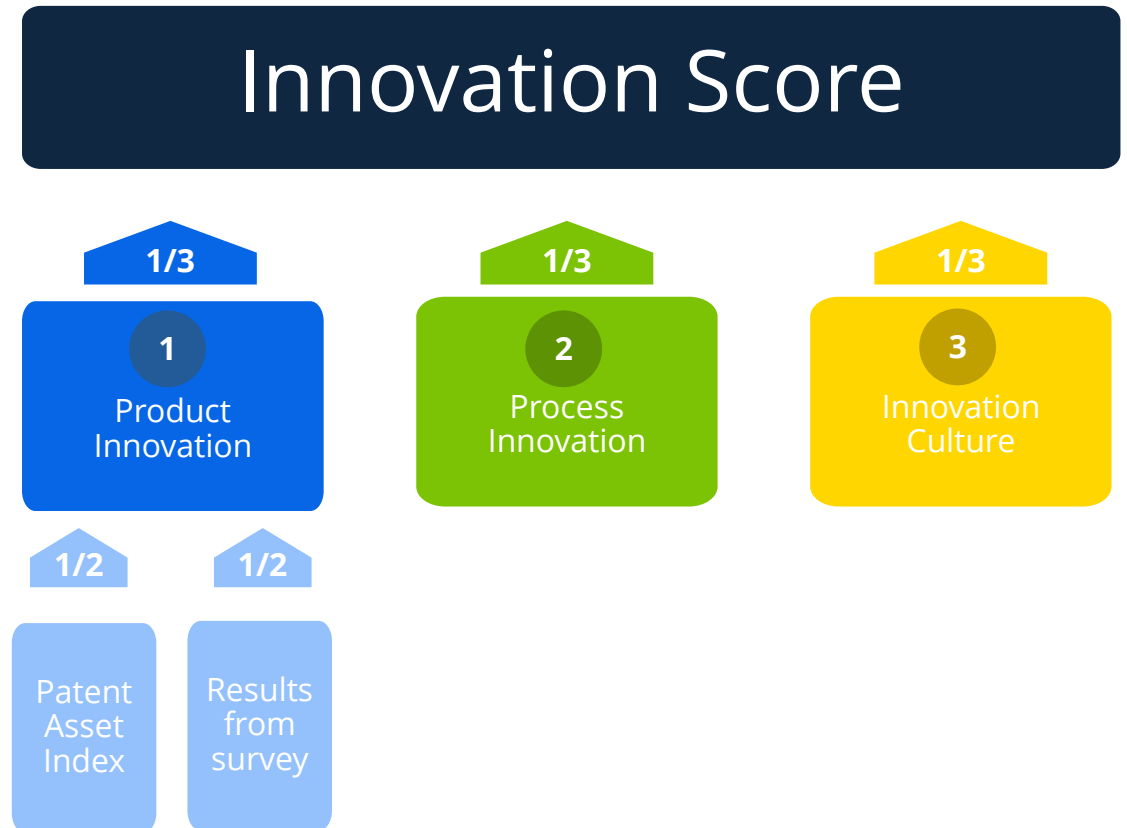 Innovation Score
1/3
1/3
1/3
1
Product
Innovation
2
Process
Innovation
3
Innovation
Culture
1/2
1/2
Patent
Asset
Index
Results
from
survey